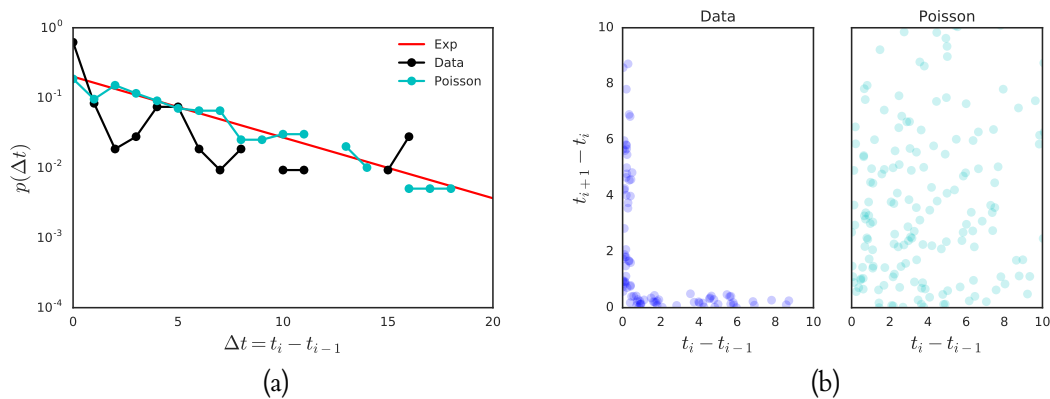 10^0
10^{-1}
10^{-2}
10^{-3}
10^{-4}
p(Δt)
Exp
Data
Poisson
0 5 10 15 20
Δt = t_i − t_{i−1}
(a)
Data
Poisson
10
8
6
4
2
0
t_{i+1} − t_i
0 2 4 6 8 10
0 2 4 6 8 10
t_i − t_{i−1}
t_i − t_{i−1}
(b)